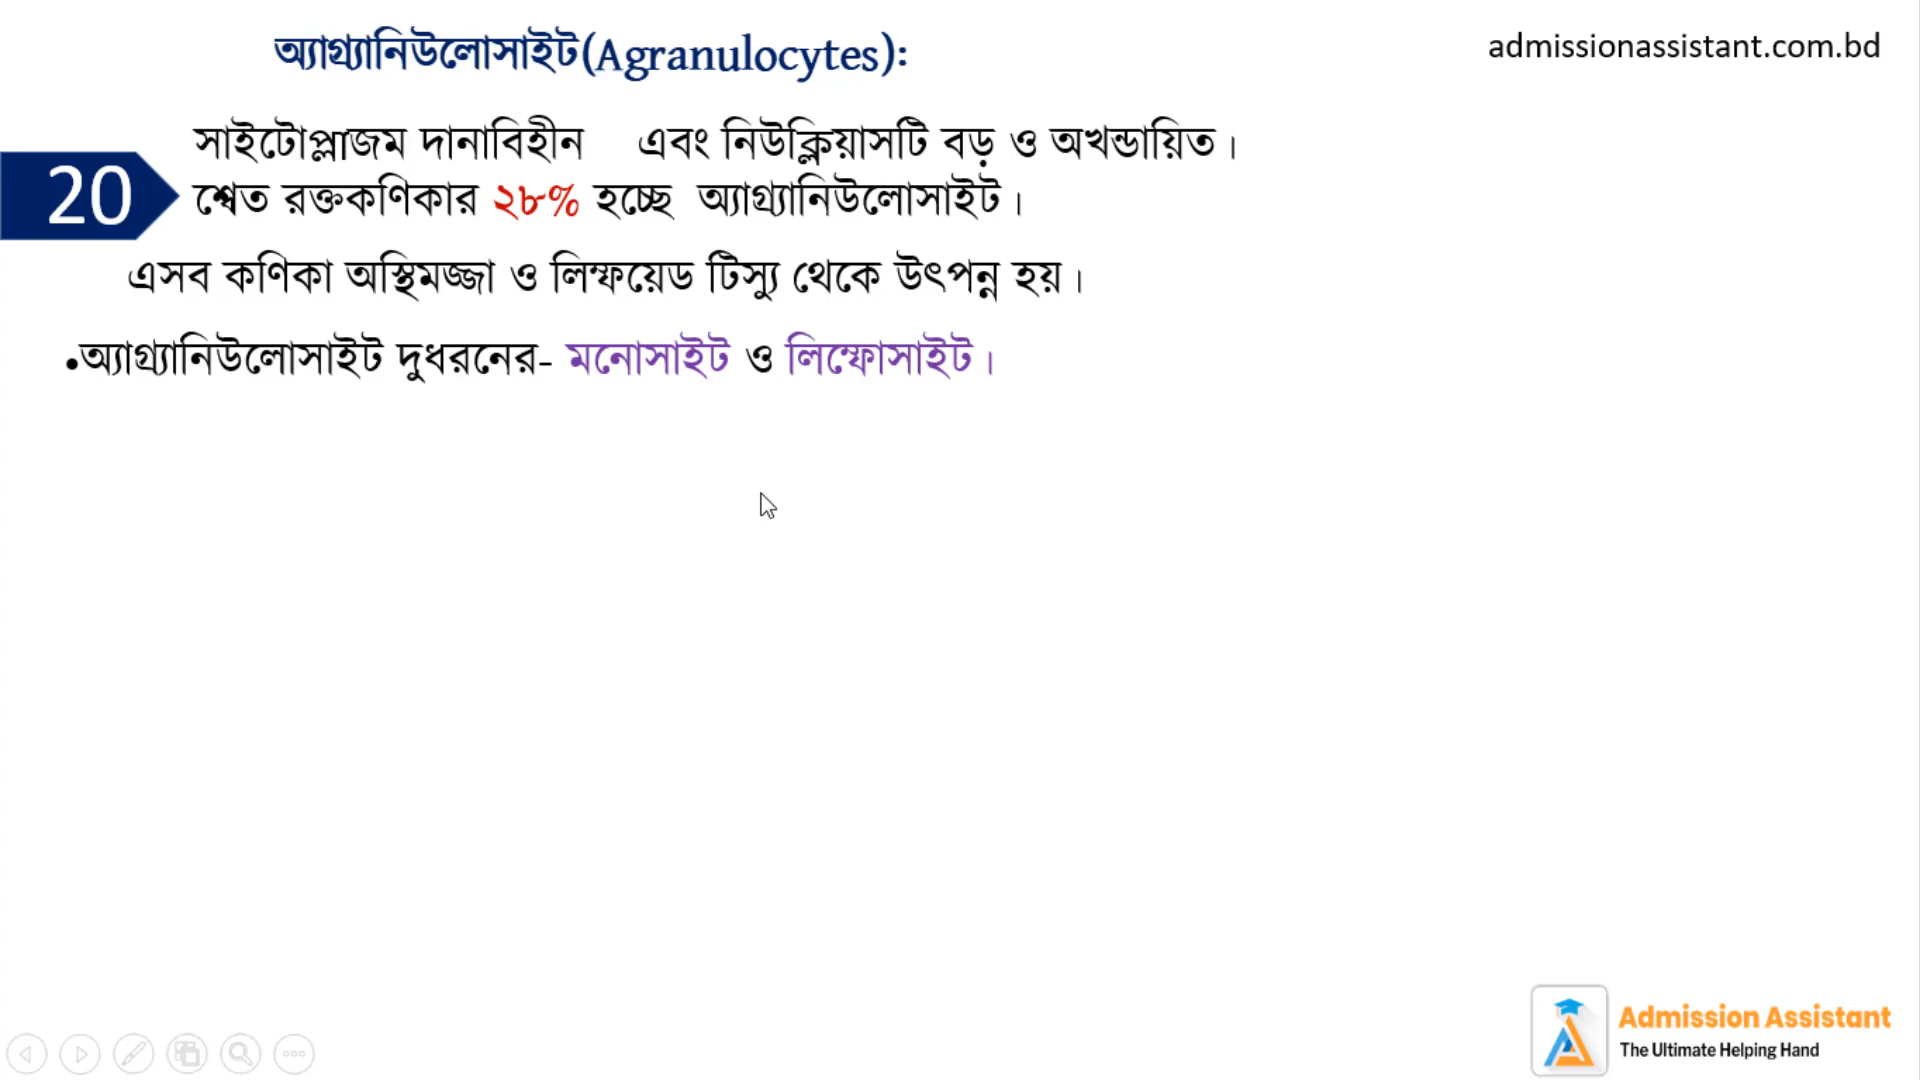 অ্যাগ্র্যানিউলোসাইট(Agranulocytes):
admissionassistant.com.bd
সাইটোপ্লাজম দানাবিহীন এবং নিউক্লিয়াসটি বড় ও অখন্ডায়িত।
20
শ্বেত রক্তকণিকার ২৮% হচ্ছে অ্যাগ্র্যানিউলোসাইট।
এসব কণিকা অস্থিমজ্জা ও লিম্ফয়েড টিস্যু থেকে উৎপন্ন হয়।
•অ্যাগ্র্যানিউলোসাইট দুধরনের- মনোসাইট ও লিম্ফোসাইট।
Admission Assistant
The Ultimate Helping Hand